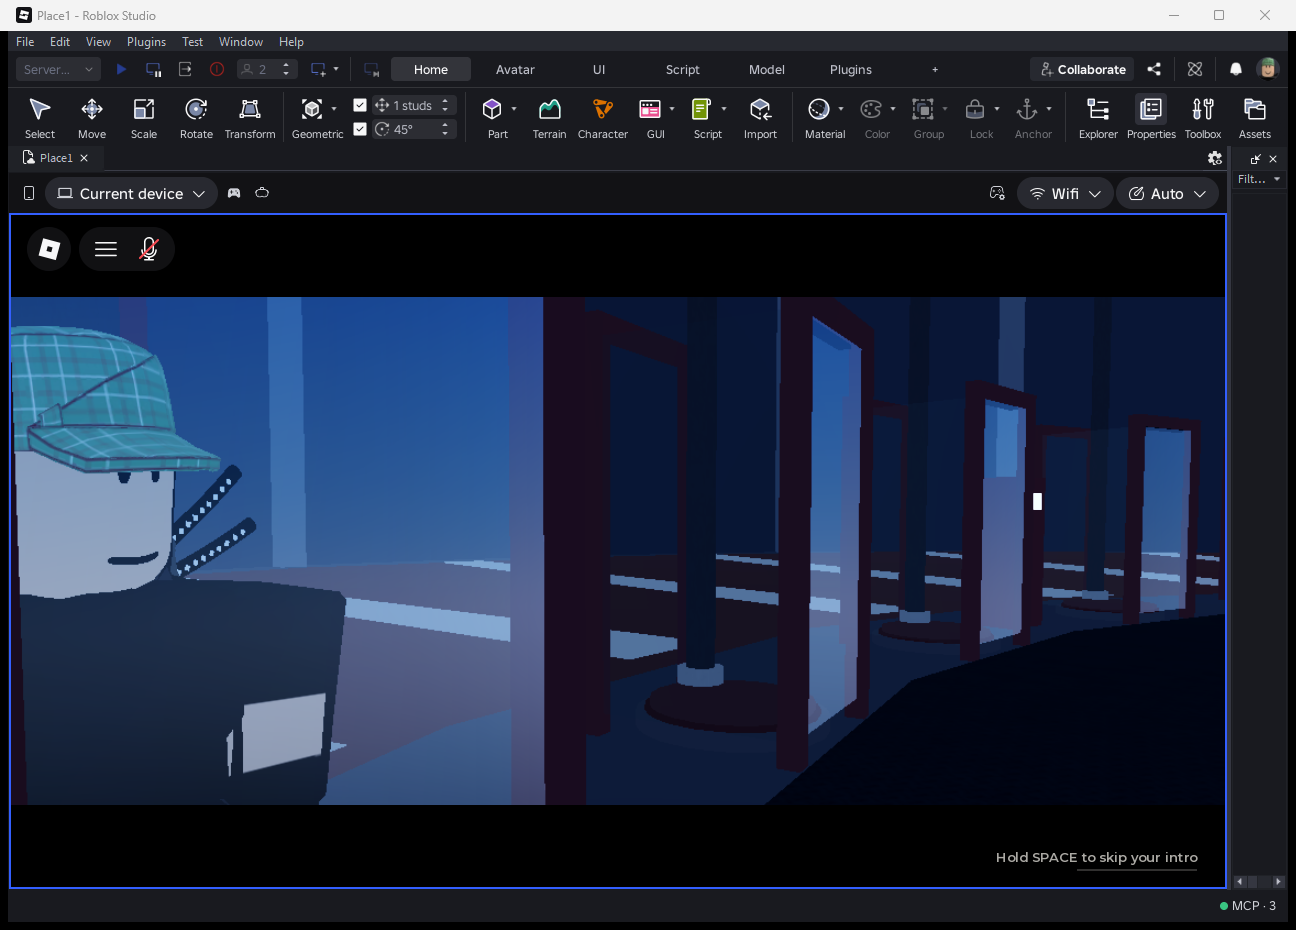 Place1 - Roblox Studio
File Edit View Plugins Test Window Help
Server... 2 Home Avatar UI Script Model Plugins + Collaborate
1 studs
45°
Select Move Scale Rotate Transform Geometric Part Terrain Character GUI Script Import Material Color Group Lock Anchor Explorer Properties Toolbox Assets
Place1
Filt...
Current device Wifi Auto
Hold SPACE to skip your intro
MCP · 3